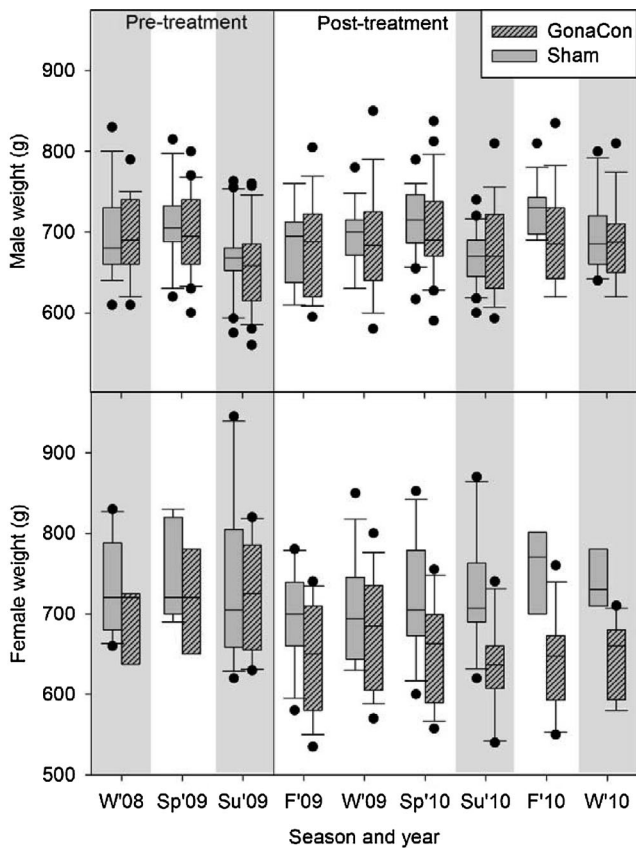 Pre-treatment
Post-treatment
GonaCon
Sham
Male weight (g)
900
800
700
600
Female weight (g)
900
800
700
600
500
W'08 Sp'09 Su'09 F'09 W'09 Sp'10 Su'10 F'10 W'10
Season and year